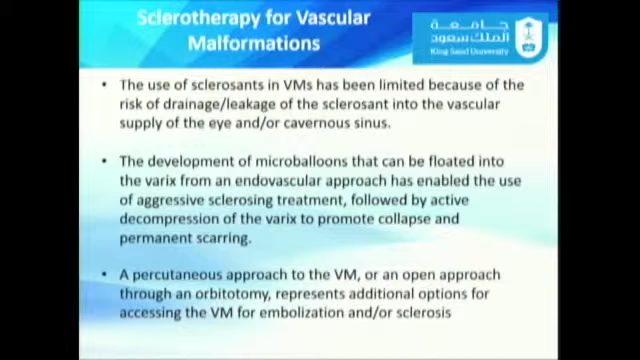 Sclerotherapy for Vascular
Malformations
جامعة
الملك سعود
King Saud University
• The use of sclerosants in VMs has been limited because of the
risk of drainage/leakage of the sclerosant into the vascular
supply of the eye and/or cavernous sinus.
• The development of microballoons that can be floated into
the varix from an endovascular approach has enabled the use
of aggressive sclerosing treatment, followed by active
decompression of the varix to promote collapse and
permanent scarring.
• A percutaneous approach to the VM, or an open approach
through an orbitotomy, represents additional options for
accessing the VM for embolization and/or sclerosis